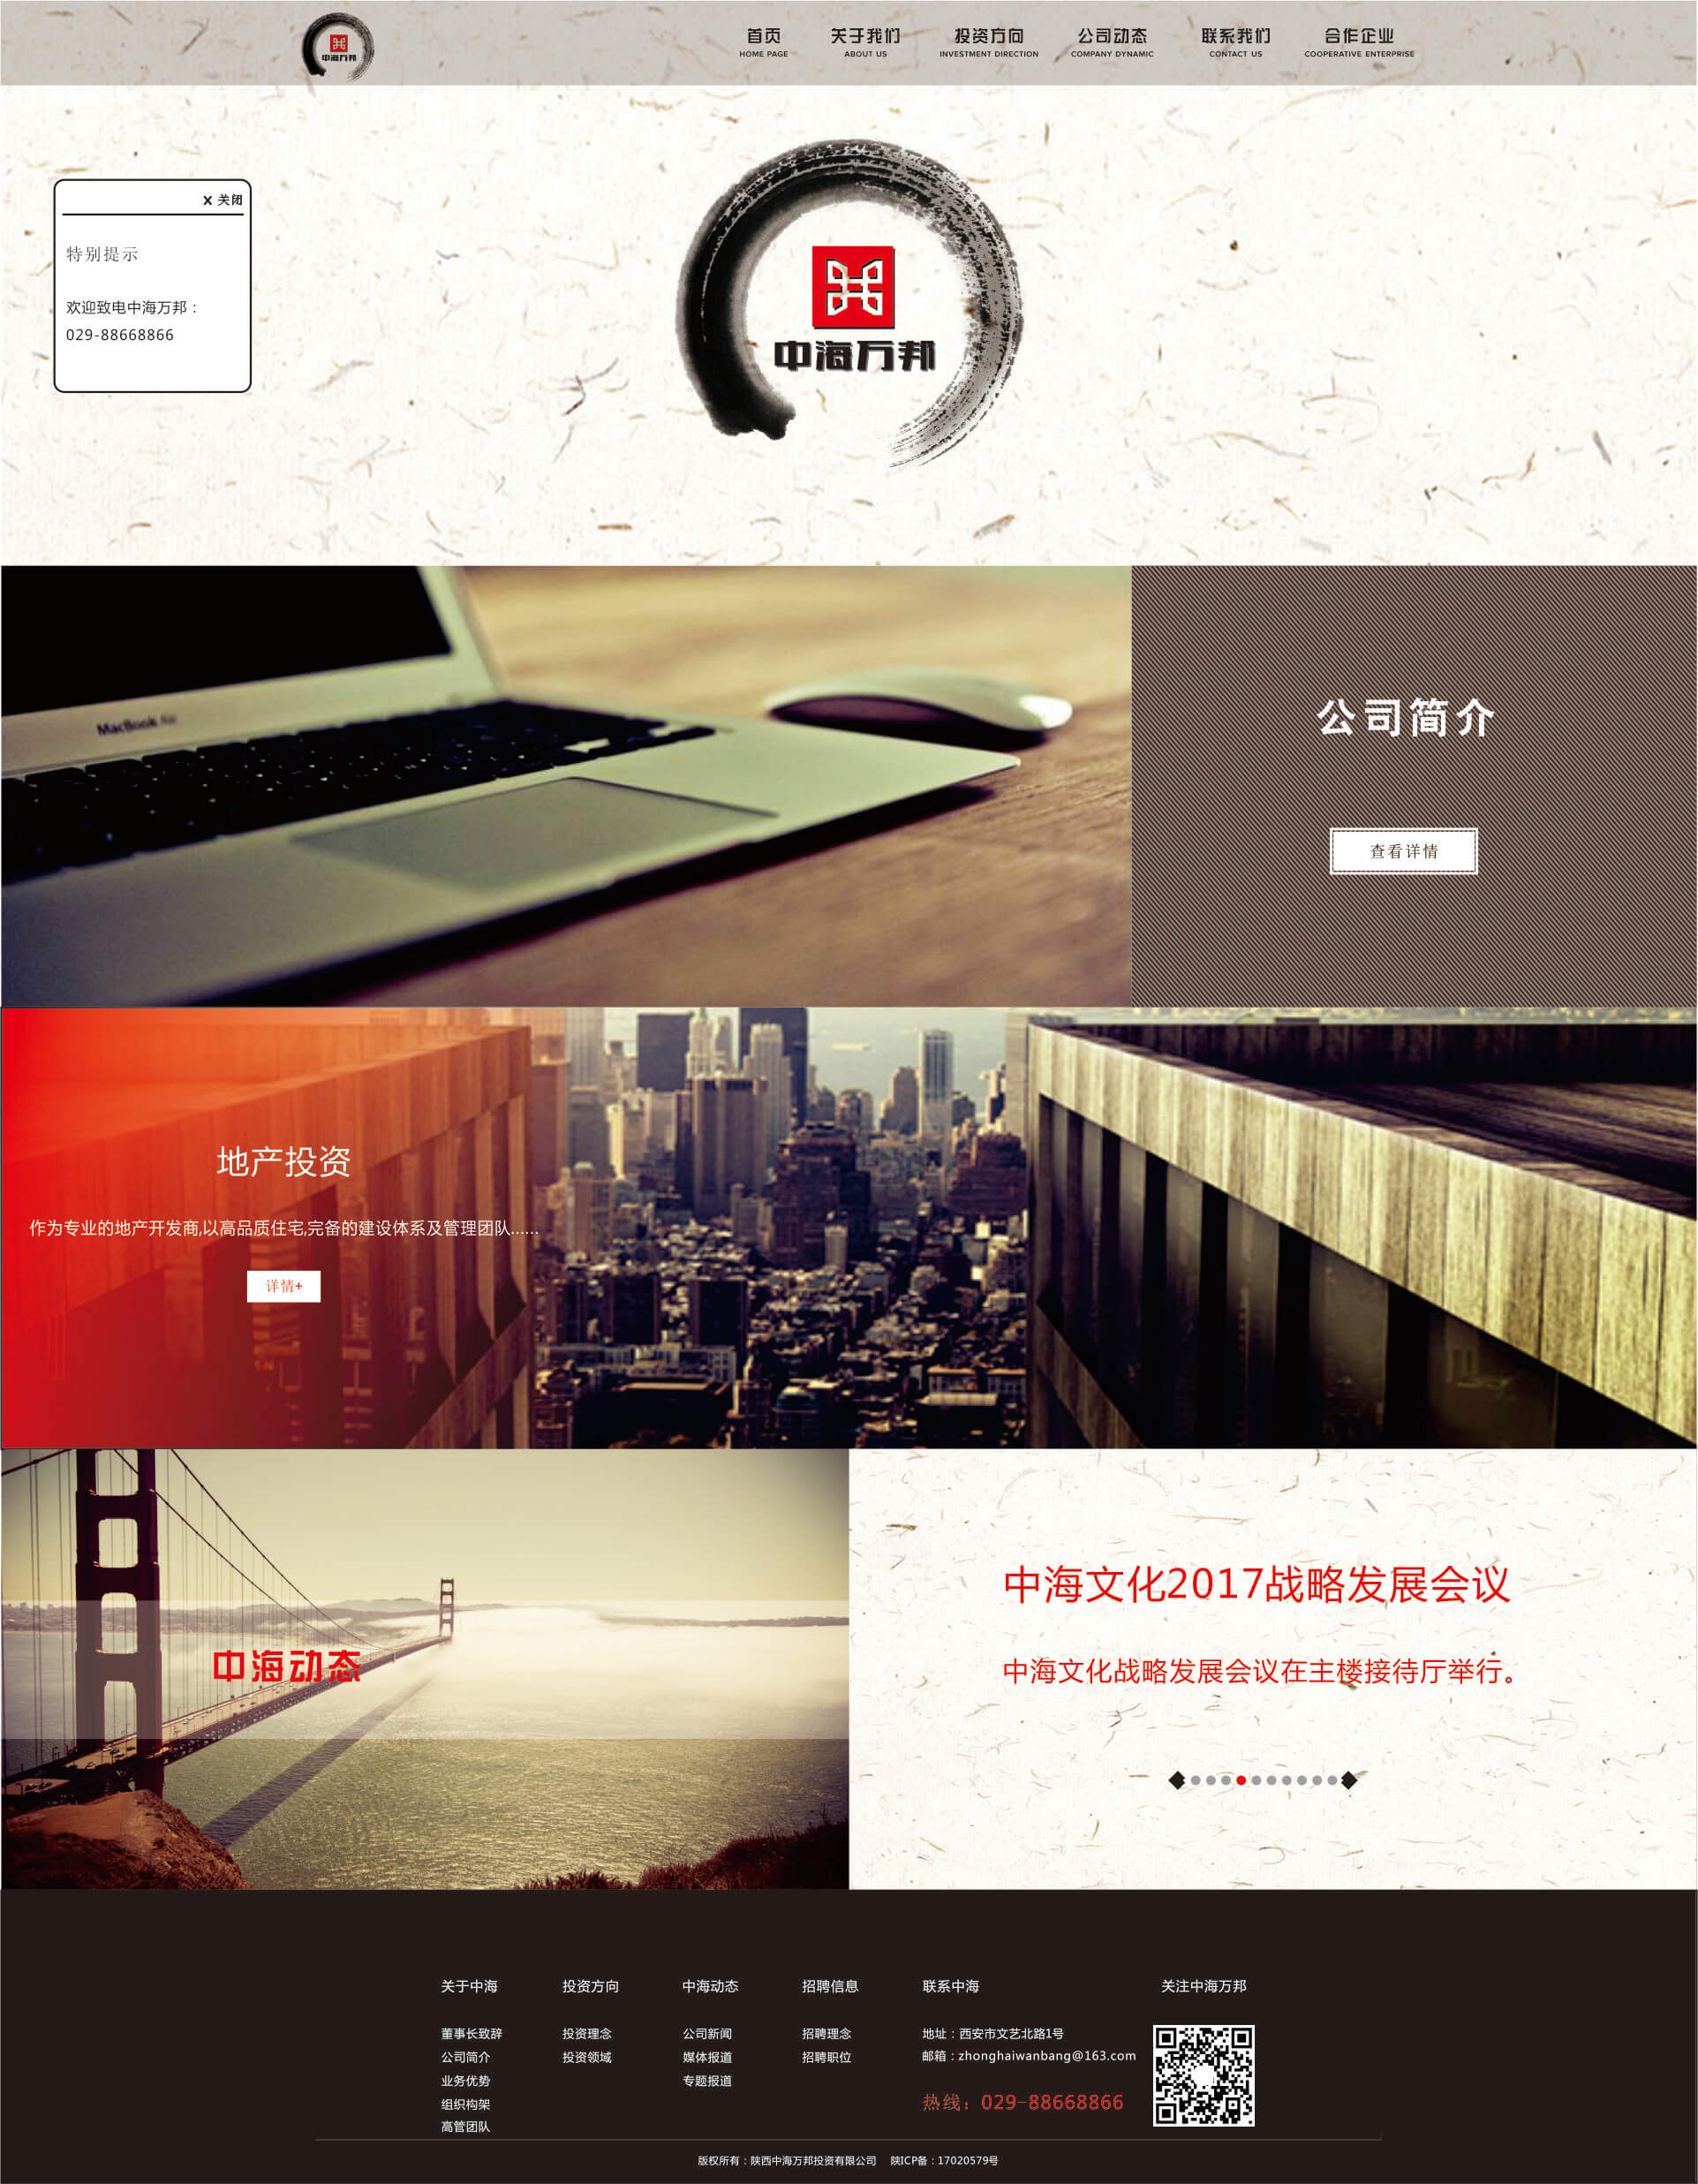 中海万邦
首页 关于我们 投资方向 公司动态 联系我们 合作企业
HOME PAGE ABOUT US INVESTMENT DIRECTION COMPANY DYNAMIC CONTACT US COOPERATIVE ENTERPRISE
X 关闭
特别提示
欢迎致电中海万邦：
029-88668866
中海万邦
MacBook Air
公司简介
查看详情
地产投资
作为专业的地产开发商,以高品质住宅,完备的建设体系及管理团队……
详情+
中海动态
中海文化2017战略发展会议
中海文化战略发展会议在主楼接待厅举行。
关于中海 投资方向 中海动态 招聘信息 联系中海 关注中海万邦
董事长致辞 投资理念 公司新闻 招聘理念 地址：西安市文艺北路1号
公司简介 投资领域 媒体报道 招聘职位 邮箱：zhonghaiwanbang@163.com
业务优势 专题报道
组织构架 热线：029-88668866
高管团队
版权所有：陕西中海万邦投资有限公司 陕ICP备：17020579号